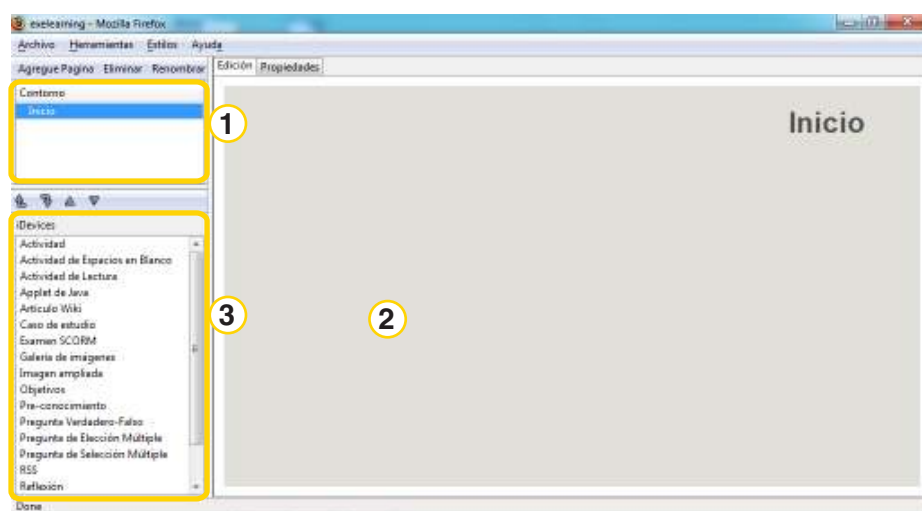 exelearning - Mozilla Firefox
Archivo Herramientas Estilos Ayuda
Agregue Pagina Eliminar Renombrar
Edición Propiedades
Contorno
Inicio
1
Inicio
iDevices
Actividad
Actividad de Espacios en Blanco
Actividad de Lectura
Applet de Java
Articulo Wiki
Caso de estudio
Examen SCORM
Galería de imágenes
Imagen ampliada
Objetivos
Pre-conocimiento
Pregunta Verdadero-Falso
Pregunta de Elección Múltiple
Pregunta de Selección Múltiple
RSS
Reflexión
3
2
Done